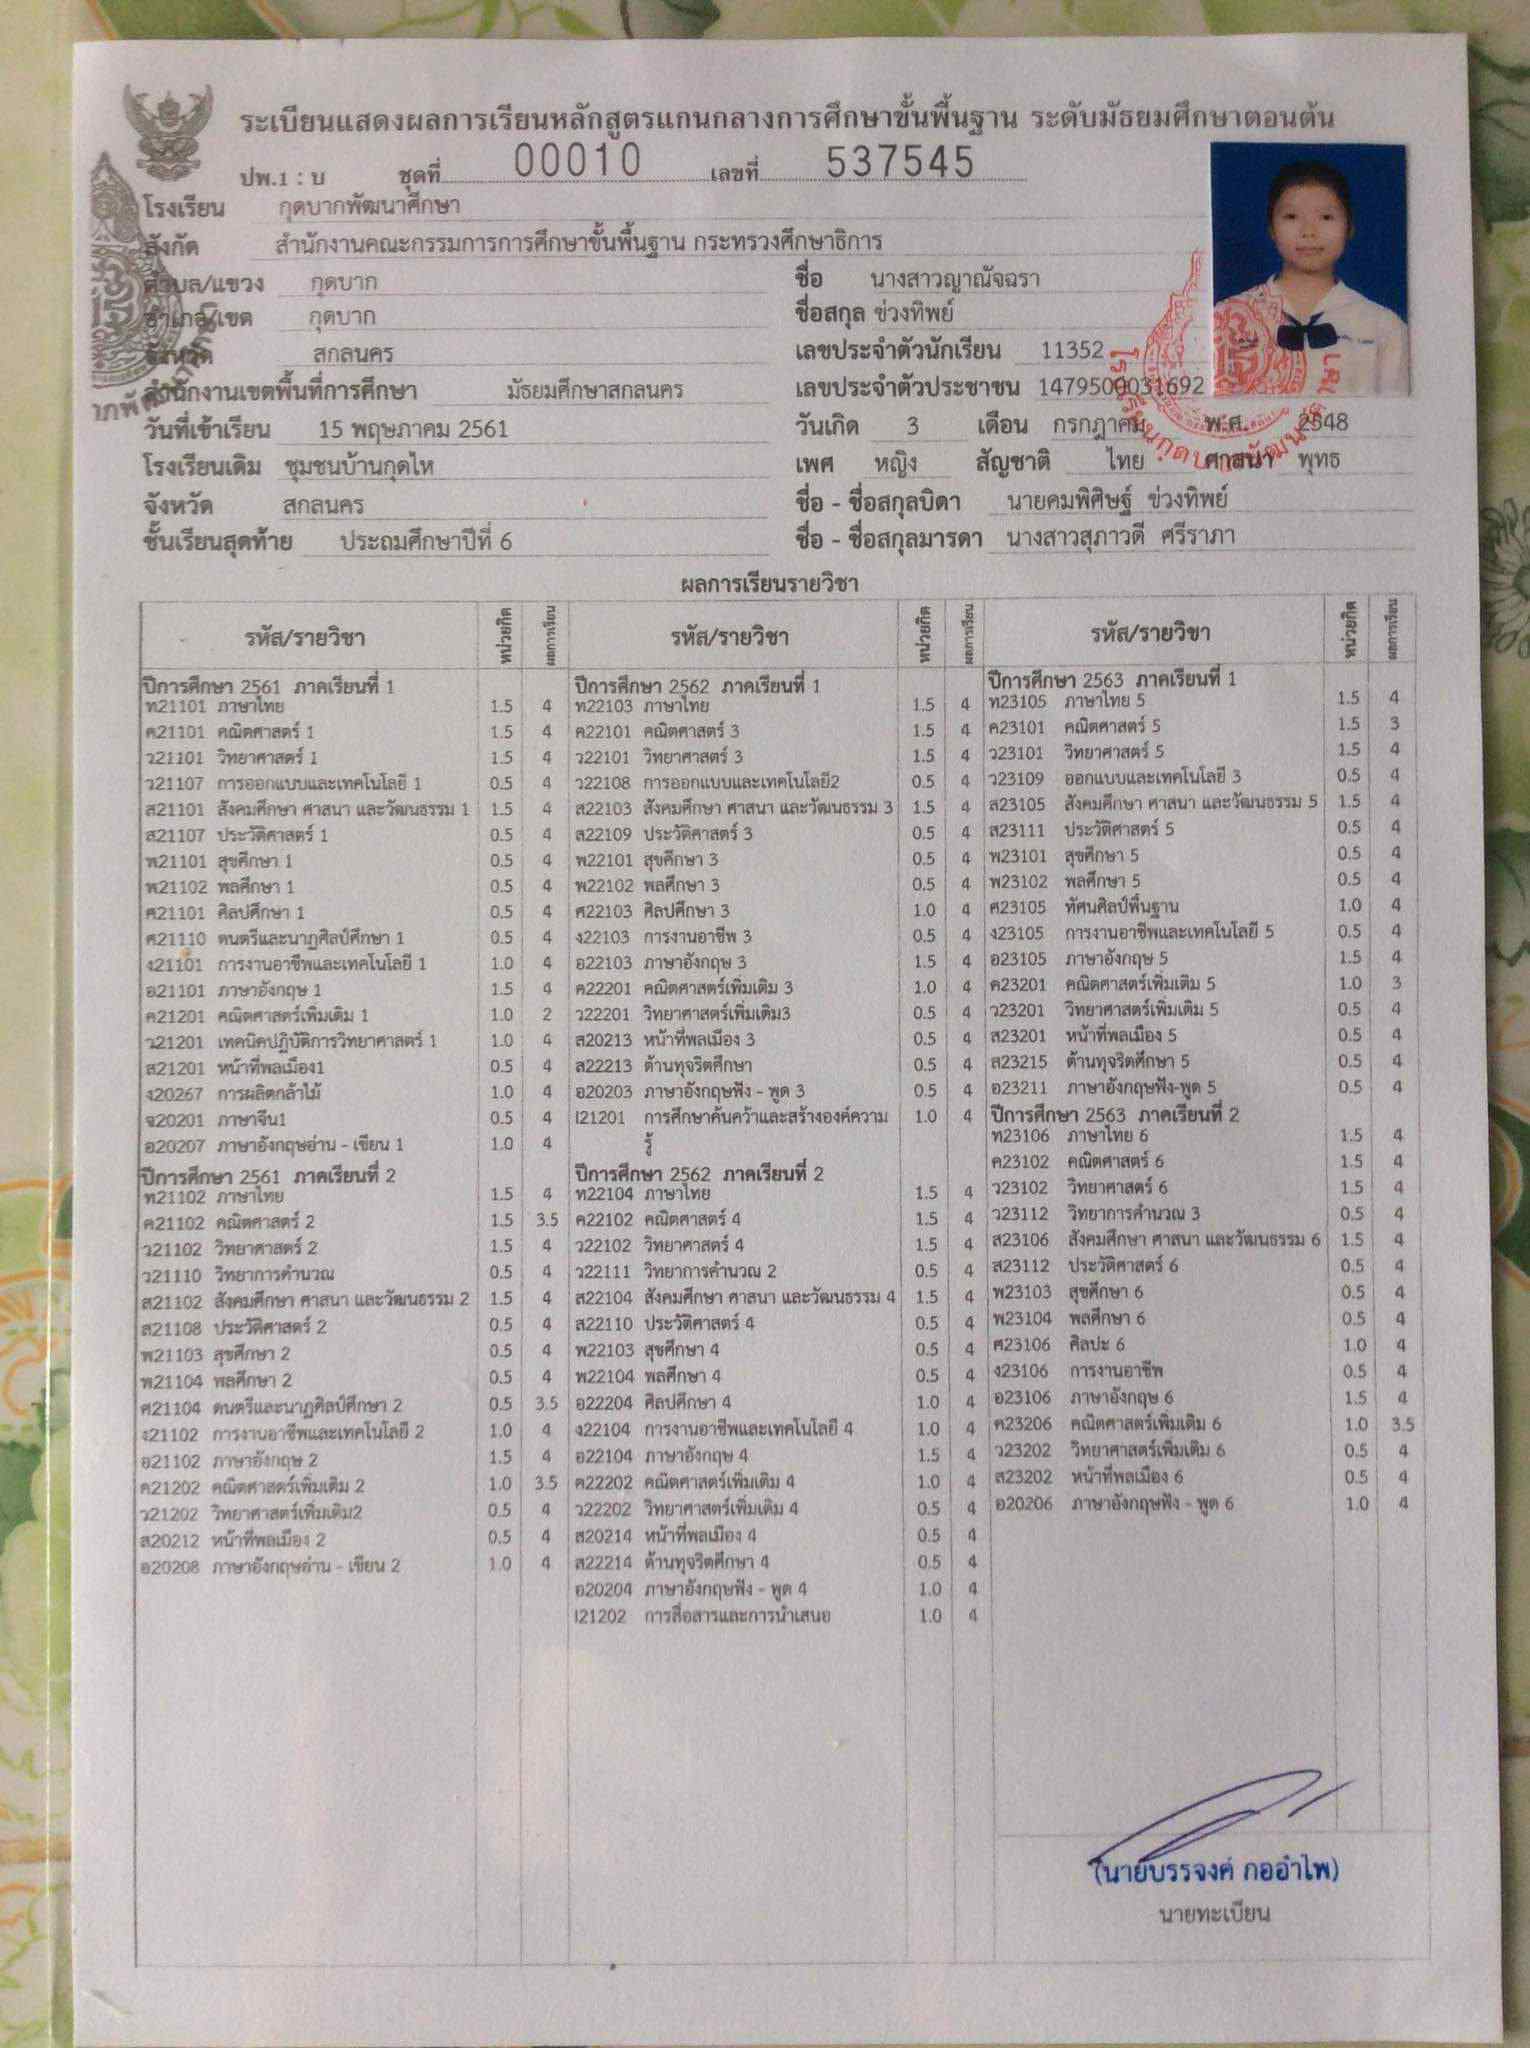 ระเบียนแสดงผลการเรียนหลักสูตรแกนกลางการศึกษาขั้นพื้นฐาน ระดับมัธยมศึกษาตอนต้น
ปพ.1 : บ ชุดที่ 00010 เลขที่ 537545
โรงเรียน กุดบากพัฒนาศึกษา
สังกัด สำนักงานคณะกรรมการการศึกษาขั้นพื้นฐาน กระทรวงศึกษาธิการ
ตำบล/แขวง กุดบาก
อำเภอ/เขต กุดบาก
จังหวัด สกลนคร
สำนักงานเขตพื้นที่การศึกษา มัธยมศึกษาสกลนคร
วันที่เข้าเรียน 15 พฤษภาคม 2561
โรงเรียนเดิม ชุมชนบ้านกุดไห
จังหวัด สกลนคร
ชั้นเรียนสุดท้าย ประถมศึกษาปีที่ 6
ชื่อ นางสาวญาณัจฉรา
ชื่อสกุล ช่วงทิพย์
เลขประจำตัวนักเรียน 11352
เลขประจำตัวประชาชน 1479500031692
วันเกิด 3 เดือน กรกฎาคม พ.ศ. 2548
เพศ หญิง สัญชาติ ไทย ศาสนา พุทธ
ชื่อ - ชื่อสกุลบิดา นายคมพิศิษฐ์ ช่วงทิพย์
ชื่อ - ชื่อสกุลมารดา นางสาวสุภาวดี ศรีราภา
ผลการเรียนรายวิชา
รหัส/รายวิชา หน่วยกิต ผลการเรียน
ปีการศึกษา 2561 ภาคเรียนที่ 1
ท21101 ภาษาไทย 1.5 4
ค21101 คณิตศาสตร์ 1 1.5 4
ว21101 วิทยาศาสตร์ 1 1.5 4
ว21107 การออกแบบและเทคโนโลยี 1 0.5 4
ส21101 สังคมศึกษา ศาสนา และวัฒนธรรม 1 1.5 4
ส21107 ประวัติศาสตร์ 1 0.5 4
พ21101 สุขศึกษา 1 0.5 4
พ21102 พลศึกษา 1 0.5 4
ศ21101 ศิลปศึกษา 1 0.5 4
ศ21110 ดนตรีและนาฏศิลป์ศึกษา 1 0.5 4
ง21101 การงานอาชีพและเทคโนโลยี 1 1.0 4
อ21101 ภาษาอังกฤษ 1 1.5 4
ค21201 คณิตศาสตร์เพิ่มเติม 1 1.0 2
ว21201 เทคนิคปฏิบัติการวิทยาศาสตร์ 1 1.0 4
ส21201 หน้าที่พลเมือง1 0.5 4
ง20267 การผลิตกล้าไม้ 1.0 4
จ20201 ภาษาจีน1 0.5 4
อ20207 ภาษาอังกฤษอ่าน - เขียน 1 1.0 4
ปีการศึกษา 2561 ภาคเรียนที่ 2
ท21102 ภาษาไทย 1.5 4
ค21102 คณิตศาสตร์ 2 1.5 3.5
ว21102 วิทยาศาสตร์ 2 1.5 4
ว21110 วิทยาการคำนวณ 0.5 4
ส21102 สังคมศึกษา ศาสนา และวัฒนธรรม 2 1.5 4
ส21108 ประวัติศาสตร์ 2 0.5 4
พ21103 สุขศึกษา 2 0.5 4
พ21104 พลศึกษา 2 0.5 4
ศ21104 ดนตรีและนาฏศิลป์ศึกษา 2 0.5 3.5
ง21102 การงานอาชีพและเทคโนโลยี 2 1.0 4
อ21102 ภาษาอังกฤษ 2 1.5 4
ค21202 คณิตศาสตร์เพิ่มเติม 2 1.0 3.5
ว21202 วิทยาศาสตร์เพิ่มเติม2 0.5 4
ส20212 หน้าที่พลเมือง 2 0.5 4
อ20208 ภาษาอังกฤษอ่าน - เขียน 2 1.0 4
รหัส/รายวิชา หน่วยกิต ผลการเรียน
ปีการศึกษา 2562 ภาคเรียนที่ 1
ท22103 ภาษาไทย 1.5 4
ค22101 คณิตศาสตร์ 3 1.5 4
ว22101 วิทยาศาสตร์ 3 1.5 4
ว22108 การออกแบบและเทคโนโลยี2 0.5 4
ส22103 สังคมศึกษา ศาสนา และวัฒนธรรม 3 1.5 4
ส22109 ประวัติศาสตร์ 3 0.5 4
พ22101 สุขศึกษา 3 0.5 4
พ22102 พลศึกษา 3 0.5 4
ศ22103 ศิลปศึกษา 3 1.0 4
ง22103 การงานอาชีพ 3 0.5 4
อ22103 ภาษาอังกฤษ 3 1.5 4
ค22201 คณิตศาสตร์เพิ่มเติม 3 1.0 4
ว22201 วิทยาศาสตร์เพิ่มเติม3 0.5 4
ส20213 หน้าที่พลเมือง 3 0.5 4
ส22213 ต้านทุจริตศึกษา 0.5 4
อ20203 ภาษาอังกฤษฟัง - พูด 3 0.5 4
I21201 การศึกษาค้นคว้าและสร้างองค์ความ 1.0 4
รู้
ปีการศึกษา 2562 ภาคเรียนที่ 2
ท22104 ภาษาไทย 1.5 4
ค22102 คณิตศาสตร์ 4 1.5 4
ว22102 วิทยาศาสตร์ 4 1.5 4
ว22111 วิทยาการคำนวณ 2 0.5 4
ส22104 สังคมศึกษา ศาสนา และวัฒนธรรม 4 1.5 4
ส22110 ประวัติศาสตร์ 4 0.5 4
พ22103 สุขศึกษา 4 0.5 4
พ22104 พลศึกษา 4 0.5 4
อ22204 ศิลปศึกษา 4 1.0 4
ง22104 การงานอาชีพและเทคโนโลยี 4 1.0 4
อ22104 ภาษาอังกฤษ 4 1.5 4
ค22202 คณิตศาสตร์เพิ่มเติม 4 1.0 4
ว22202 วิทยาศาสตร์เพิ่มเติม 4 0.5 4
ส20214 หน้าที่พลเมือง 4 0.5 4
ส22214 ต้านทุจริตศึกษา 4 0.5 4
อ20204 ภาษาอังกฤษฟัง - พูด 4 1.0 4
I21202 การสื่อสารและการนำเสนอ 1.0 4
รหัส/รายวิชา หน่วยกิต ผลการเรียน
ปีการศึกษา 2563 ภาคเรียนที่ 1
ท23105 ภาษาไทย 5 1.5 4
ค23101 คณิตศาสตร์ 5 1.5 3
ว23101 วิทยาศาสตร์ 5 1.5 4
ว23109 ออกแบบและเทคโนโลยี 3 0.5 4
ส23105 สังคมศึกษา ศาสนา และวัฒนธรรม 5 1.5 4
ส23111 ประวัติศาสตร์ 5 0.5 4
พ23101 สุขศึกษา 5 0.5 4
พ23102 พลศึกษา 5 0.5 4
ศ23105 ทัศนศิลป์พื้นฐาน 1.0 4
ง23105 การงานอาชีพและเทคโนโลยี 5 0.5 4
อ23105 ภาษาอังกฤษ 5 1.5 4
ค23201 คณิตศาสตร์เพิ่มเติม 5 1.0 3
ว23201 วิทยาศาสตร์เพิ่มเติม 5 0.5 4
ส23201 หน้าที่พลเมือง 5 0.5 4
ส23215 ต้านทุจริตศึกษา 5 0.5 4
อ23211 ภาษาอังกฤษฟัง-พูด 5 0.5 4
ปีการศึกษา 2563 ภาคเรียนที่ 2
ท23106 ภาษาไทย 6 1.5 4
ค23102 คณิตศาสตร์ 6 1.5 4
ว23102 วิทยาศาสตร์ 6 1.5 4
ว23112 วิทยาการคำนวณ 3 0.5 4
ส23106 สังคมศึกษา ศาสนา และวัฒนธรรม 6 1.5 4
ส23112 ประวัติศาสตร์ 6 0.5 4
พ23103 สุขศึกษา 6 0.5 4
พ23104 พลศึกษา 6 0.5 4
ศ23106 ศิลปะ 6 1.0 4
ง23106 การงานอาชีพ 0.5 4
อ23106 ภาษาอังกฤษ 6 1.5 4
ค23206 คณิตศาสตร์เพิ่มเติม 6 1.0 3.5
ว23202 วิทยาศาสตร์เพิ่มเติม 6 0.5 4
ส23202 หน้าที่พลเมือง 6 0.5 4
อ20206 ภาษาอังกฤษฟัง - พูด 6 1.0 4
(นายบรรจงค์ กออำไพ)
นายทะเบียน